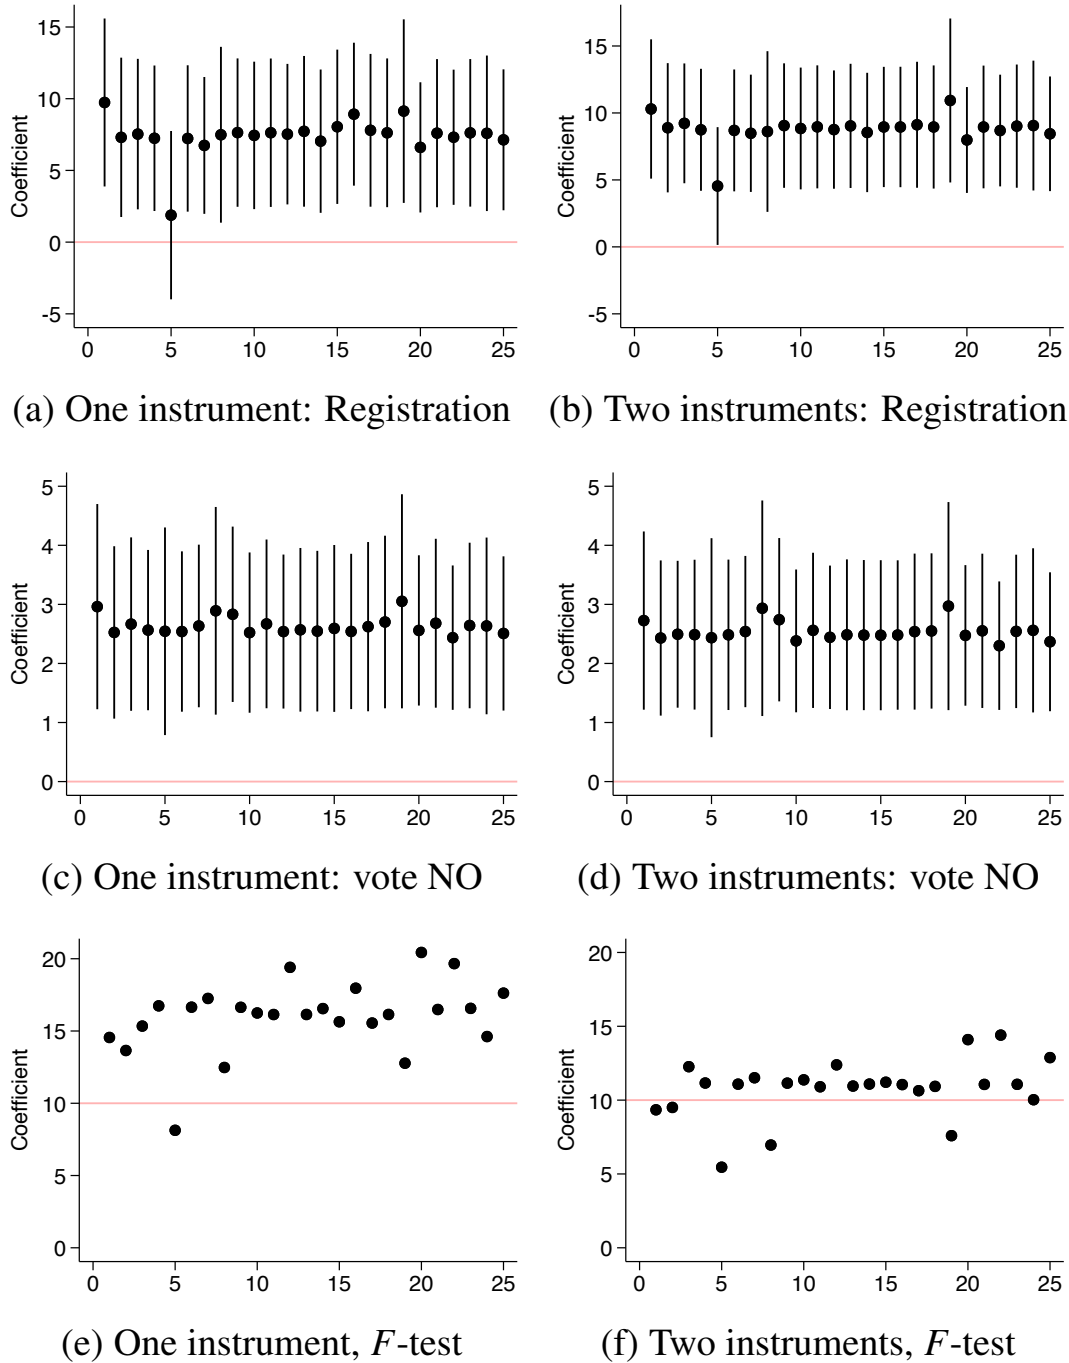 15
10
5
0
-5
Coefficient
0 5 10 15 20 25
(a) One instrument: Registration
15
10
5
0
-5
Coefficient
0 5 10 15 20 25
(b) Two instruments: Registration
5
4
3
2
1
0
Coefficient
0 5 10 15 20 25
(c) One instrument: vote NO
5
4
3
2
1
0
Coefficient
0 5 10 15 20 25
(d) Two instruments: vote NO
20
15
10
5
0
Coefficient
0 5 10 15 20 25
(e) One instrument, F-test
20
15
10
5
0
Coefficient
0 5 10 15 20 25
(f) Two instruments, F-test